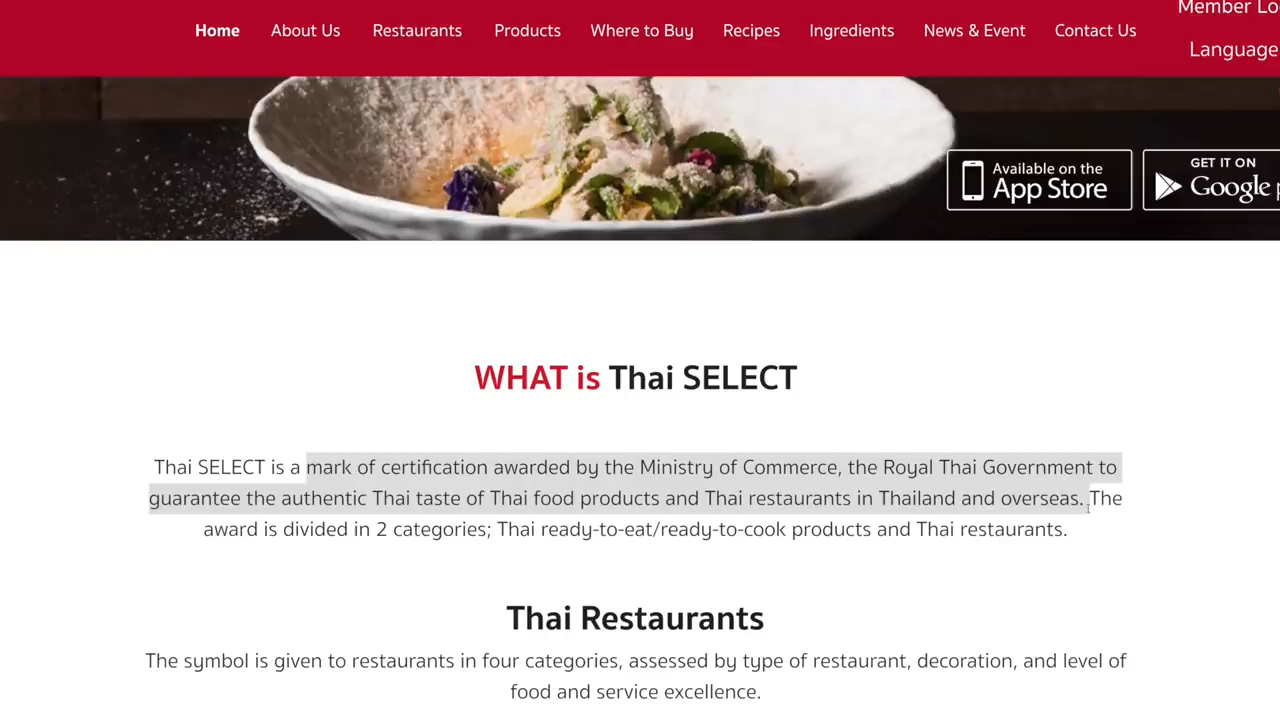 Member Lo
Home About Us Restaurants Products Where to Buy Recipes Ingredients News & Event Contact Us
Language
Available on the
App Store
GET IT ON
Google
WHAT is Thai SELECT
Thai SELECT is a mark of certification awarded by the Ministry of Commerce, the Royal Thai Government to
guarantee the authentic Thai taste of Thai food products and Thai restaurants in Thailand and overseas. The
award is divided in 2 categories; Thai ready-to-eat/ready-to-cook products and Thai restaurants.
Thai Restaurants
The symbol is given to restaurants in four categories, assessed by type of restaurant, decoration, and level of
food and service excellence.